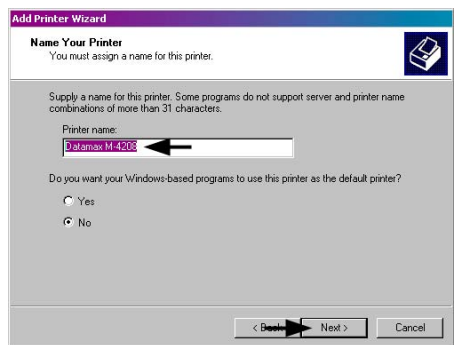 Add Printer Wizard
Name Your Printer
You must assign a name for this printer.
Supply a name for this printer. Some programs do not support server and printer name
combinations of more than 31 characters.
Printer name:
Datamax M-4208
Do you want your Windows-based programs to use this printer as the default printer?
Yes
No
< Back Next > Cancel